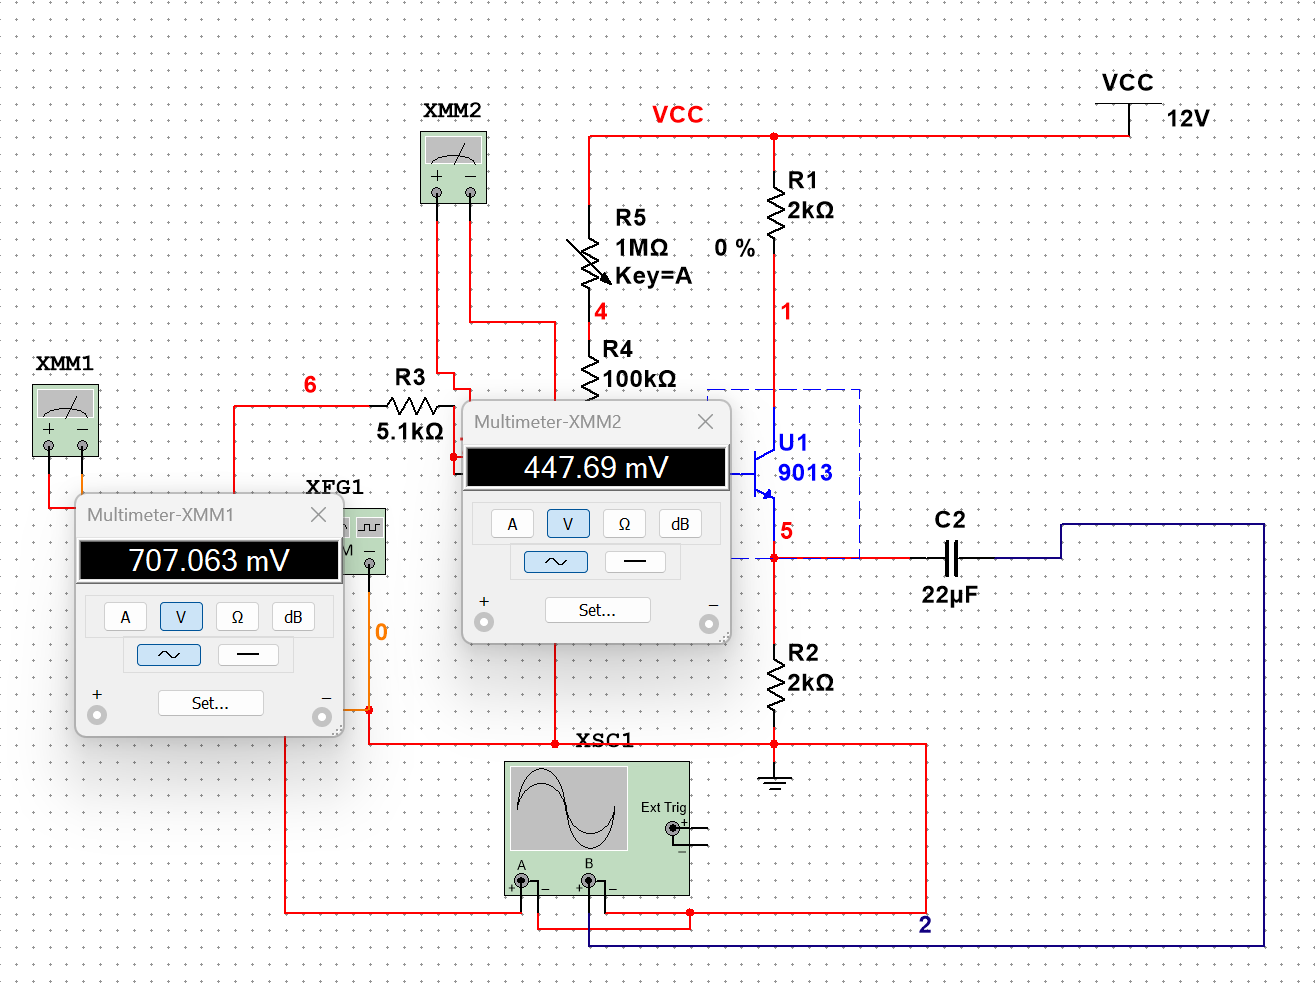 VCC
12V
XMM2
VCC
+ −
R1
2kΩ
R5
1MΩ
0 %
Key=A
4
1
XMM1
R4
100kΩ
6
R3
5.1kΩ
+ −
Multimeter-XMM2
447.69 mV
A V Ω dB
+ −
Set...
U1
9013
5
XFG1
M −
Multimeter-XMM1
707.063 mV
A V Ω dB
+ −
Set...
0
C2
22µF
R2
2kΩ
XSC1
Ext Trig
+
−
A B
+ − + −
2